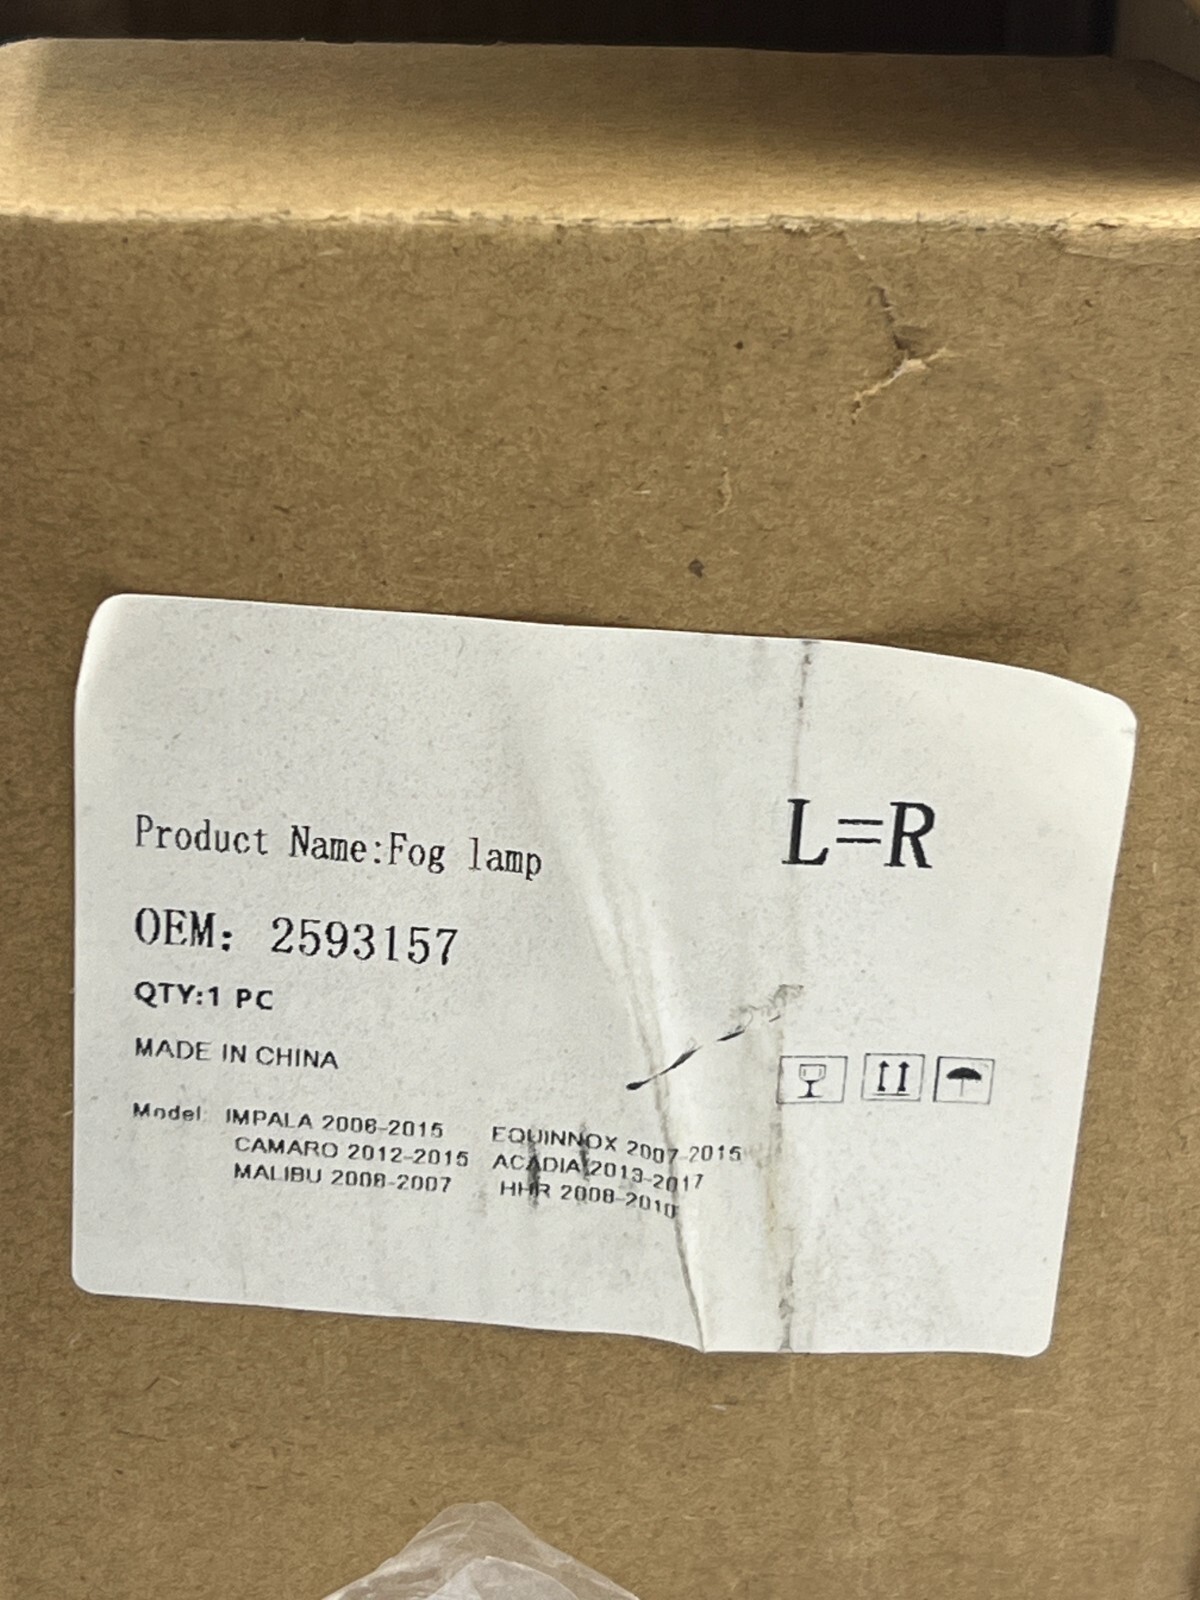 Product Name:Fog lamp
L=R
OEM: 2593157
QTY:1 PC
MADE IN CHINA
Model: IMPALA 2006-2015 EQUINNOX 2007-2015
CAMARO 2012-2015 ACADIA 2013-2017
MALIBU 2006-2007 HHR 2008-2010